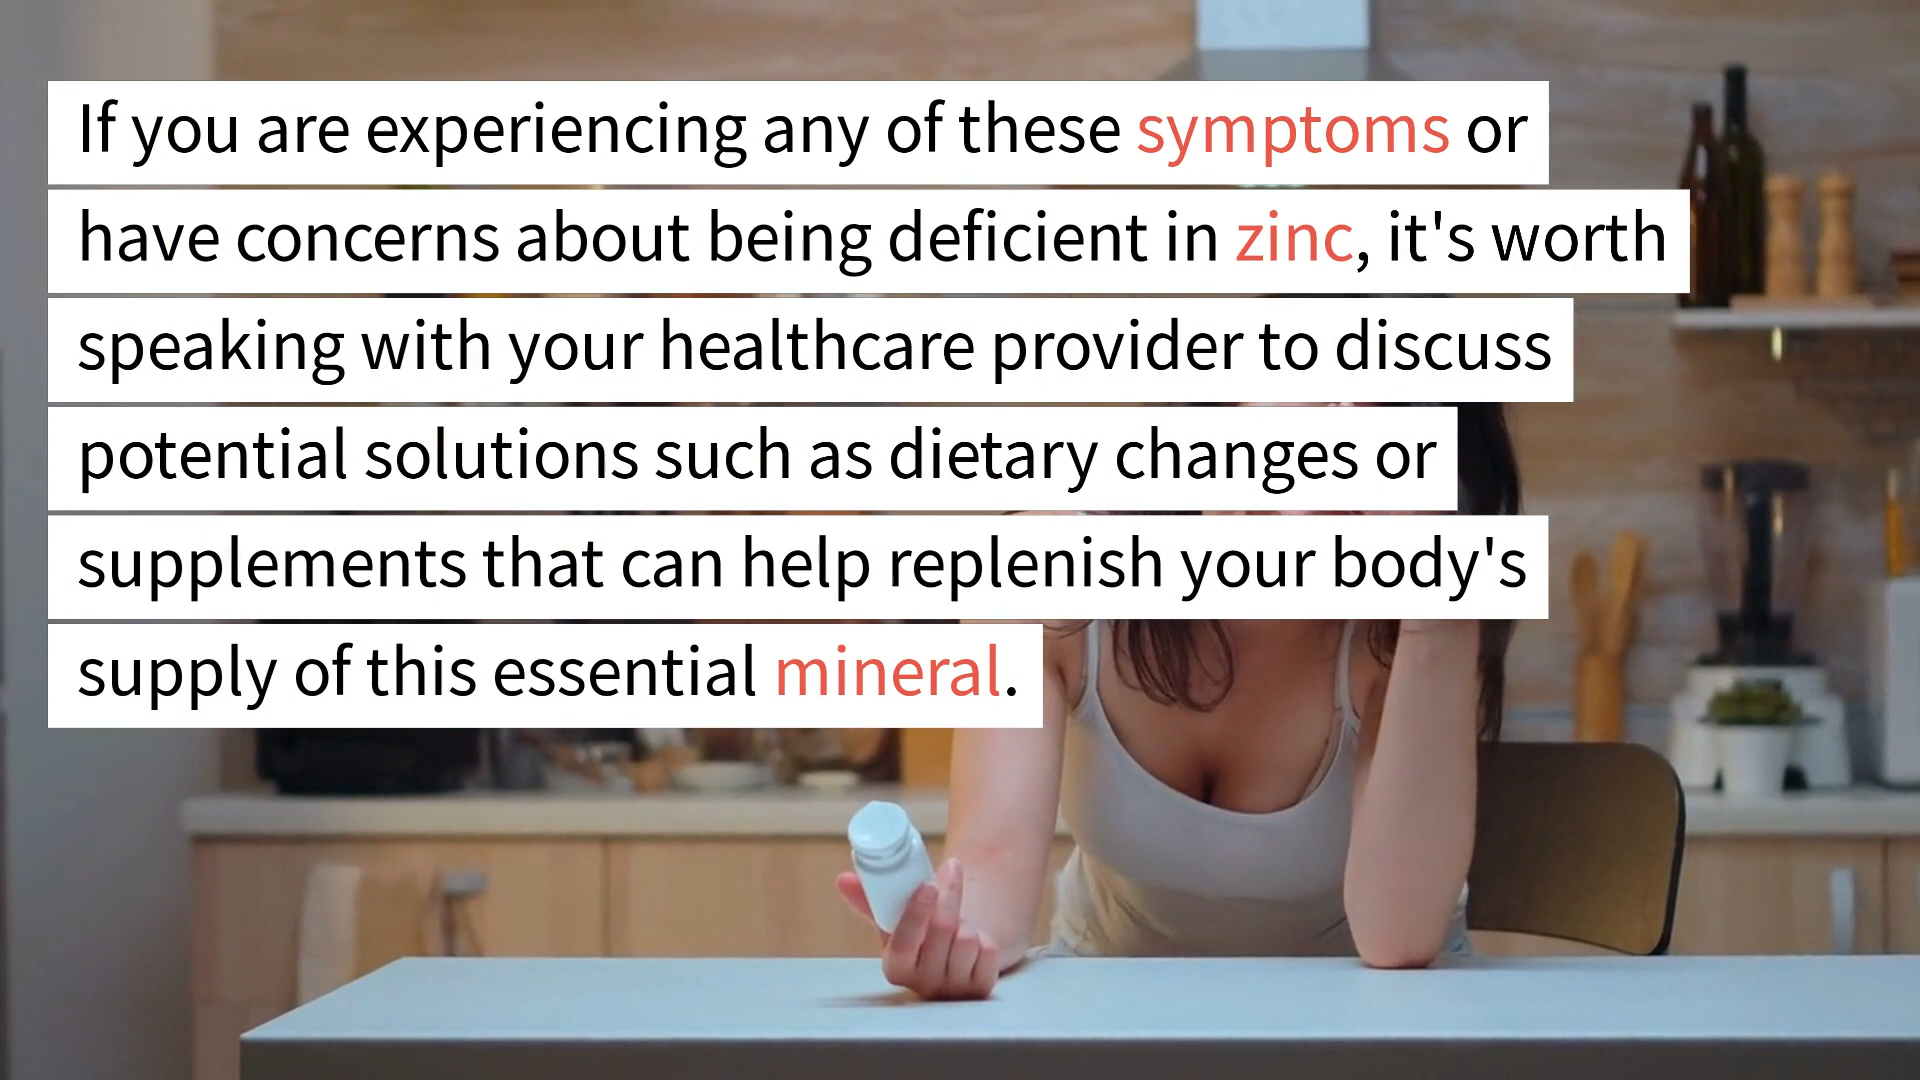 If you are experiencing any of these symptoms or
have concerns about being deficient in zinc, it's worth
speaking with your healthcare provider to discuss
potential solutions such as dietary changes or
supplements that can help replenish your body's
supply of this essential mineral.